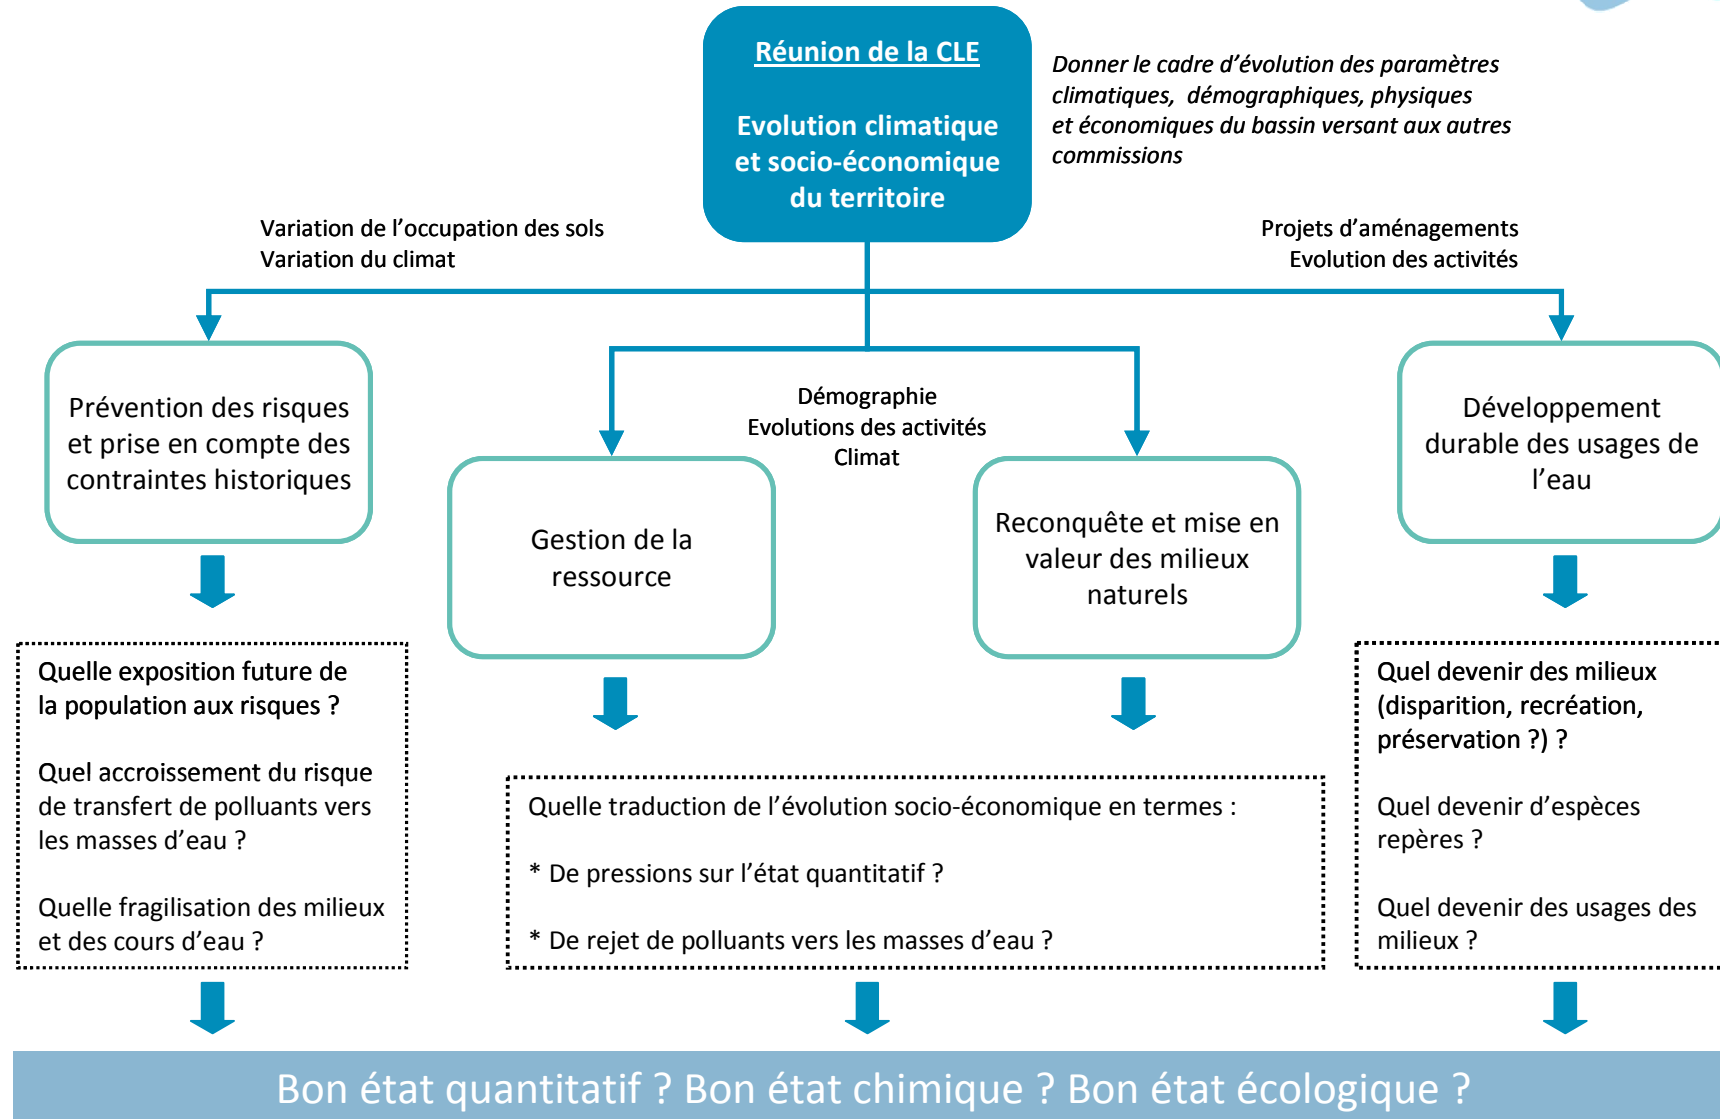 Réunion de la CLE
Evolution climatique
et socio-économique
du territoire
Donner le cadre d’évolution des paramètres
climatiques, démographiques, physiques
et économiques du bassin versant aux autres
commissions
Variation de l’occupation des sols
Variation du climat
Projets d’aménagements
Evolution des activités
Démographie
Evolutions des activités
Climat
Prévention des risques
et prise en compte des
contraintes historiques
Gestion de la
ressource
Reconquête et mise en
valeur des milieux
naturels
Développement
durable des usages de
l’eau
Quelle exposition future de
la population aux risques ?
Quel accroissement du risque
de transfert de polluants vers
les masses d’eau ?
Quelle fragilisation des milieux
et des cours d’eau ?
Quelle traduction de l’évolution socio-économique en termes :
* De pressions sur l’état quantitatif ?
* De rejet de polluants vers les masses d’eau ?
Quel devenir des milieux
(disparition, recréation,
préservation ?) ?
Quel devenir d’espèces
repères ?
Quel devenir des usages des
milieux ?
Bon état quantitatif ? Bon état chimique ? Bon état écologique ?